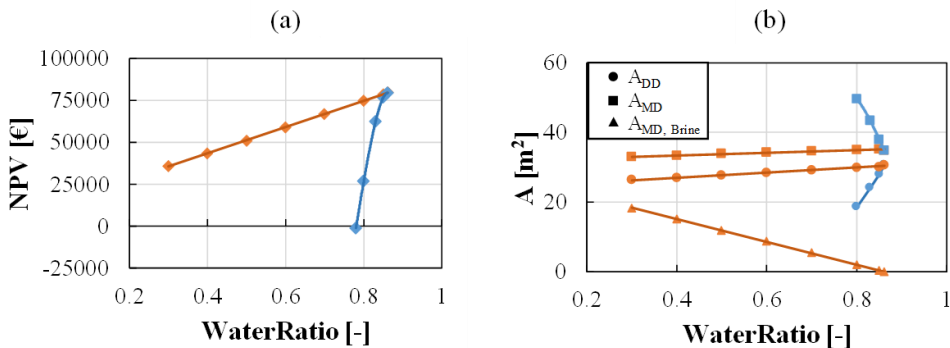 (a)
NPV [€]
100000
75000
50000
25000
0
-25000
0.2
0.4
0.6
0.8
1
WaterRatio [-]
(b)
A [m²]
60
40
20
0
A_DD
A_MD
A_MD, Brine
0.2
0.4
0.6
0.8
1
WaterRatio [-]